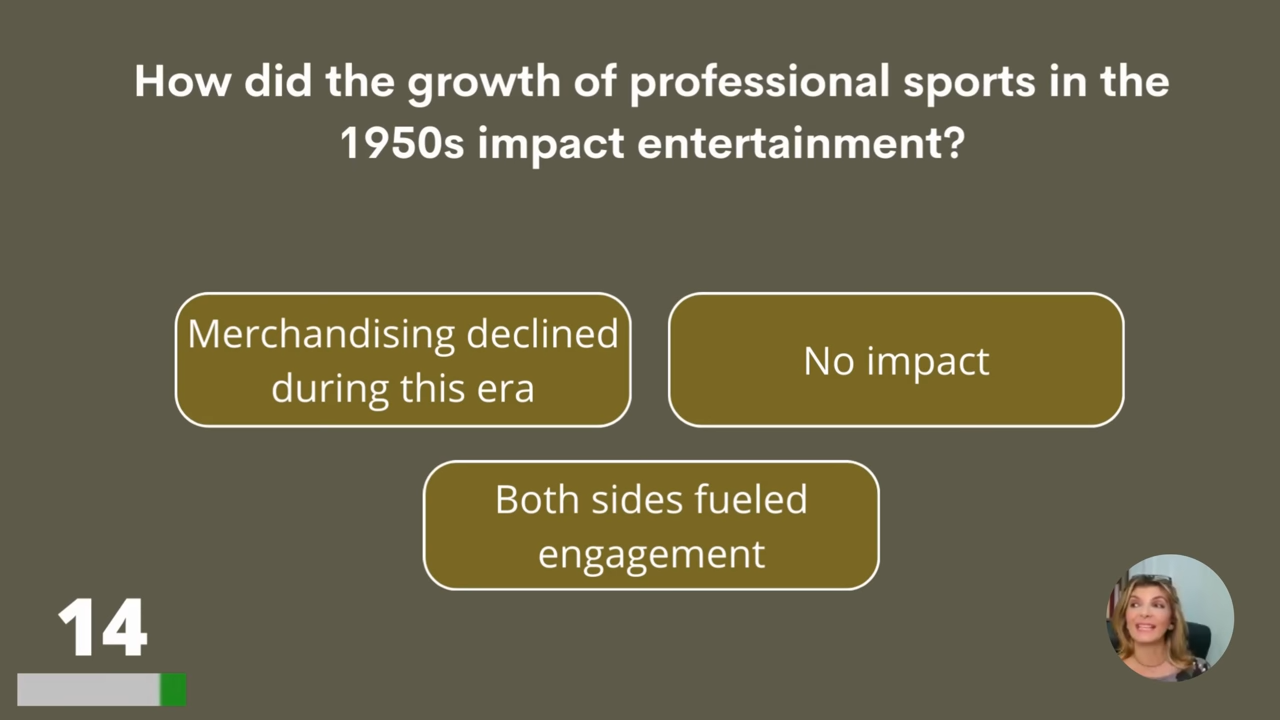 How did the growth of professional sports in the
1950s impact entertainment?
Merchandising declined
during this era
No impact
Both sides fueled
engagement
14